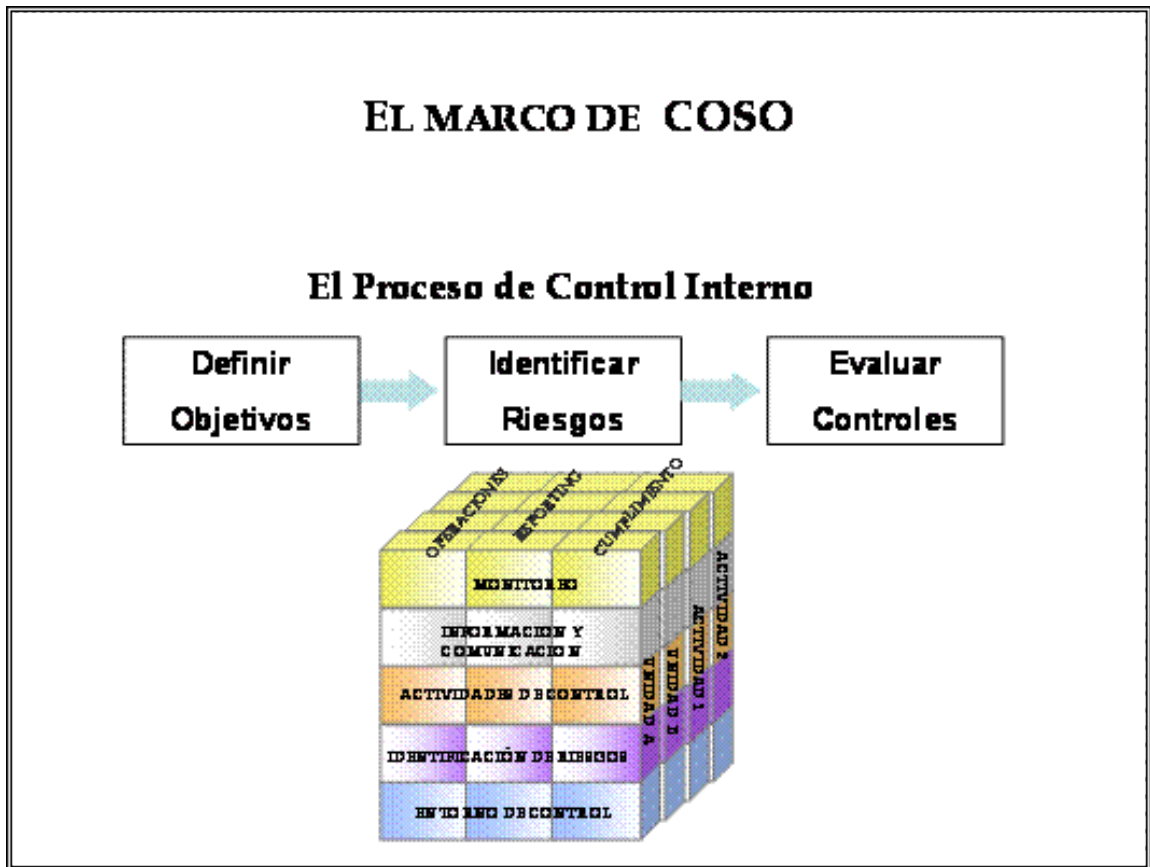 EL MARCO DE COSO
El Proceso de Control Interno
Definir
Objetivos
Identificar
Riesgos
Evaluar
Controles
OPERACIONES
REPORTING
CUMPLIMIENTO
MONITOREO
INFORMACION Y
COMUNICACION
ACTIVIDADES DE CONTROL
IDENTIFICACIÓN DE RIESGOS
ENTORNO DE CONTROL
UNIDAD A
UNIDAD B
ACTIVIDAD 1
ACTIVIDAD 2